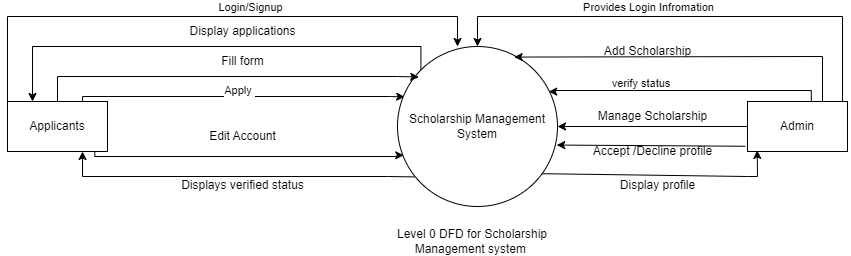 Login/Signup
Provides Login Infromation
Display applications
Add Scholarship
Fill form
verify status
Apply
Manage Scholarship
Applicants
Scholarship Management
System
Admin
Edit Account
Accept /Decline profile
Displays verified status
Display profile
Level 0 DFD for Scholarship
Management system